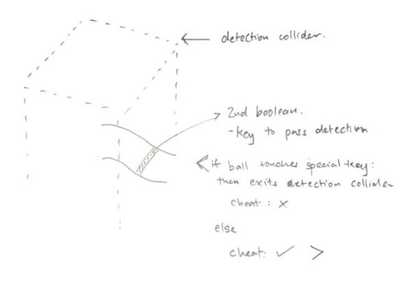 detection collider.
2nd boolean.
- key to pass detection
< if ball touches special key:
then exits detection collider
cheat: ×
else
cheat: ✓ >